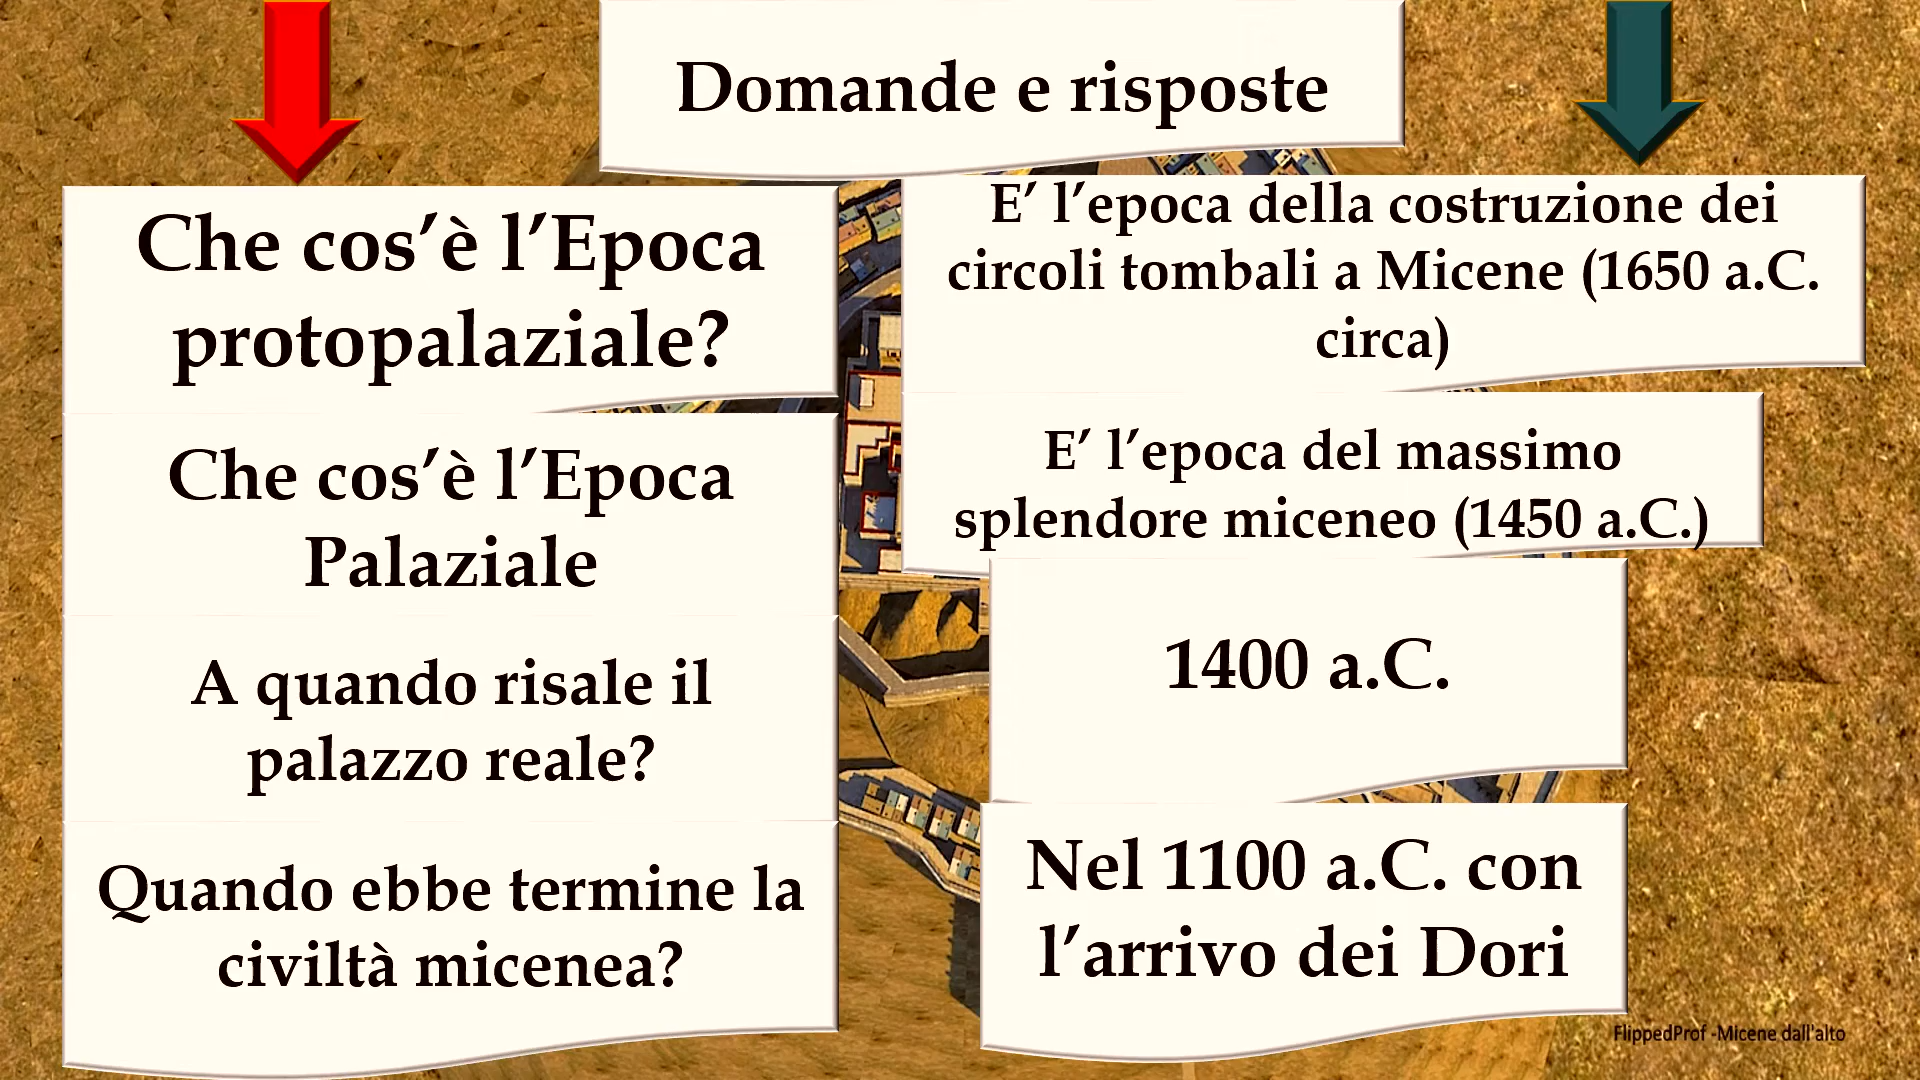 Domande e risposte
Che cos’è l’Epoca
protopalaziale?
E’ l’epoca della costruzione dei
circoli tombali a Micene (1650 a.C.
circa)
Che cos’è l’Epoca
Palaziale
E’ l’epoca del massimo
splendore miceneo (1450 a.C.)
A quando risale il
palazzo reale?
1400 a.C.
Quando ebbe termine la
civiltà micenea?
Nel 1100 a.C. con
l’arrivo dei Dori
FlippedProf -Micene dall'alto